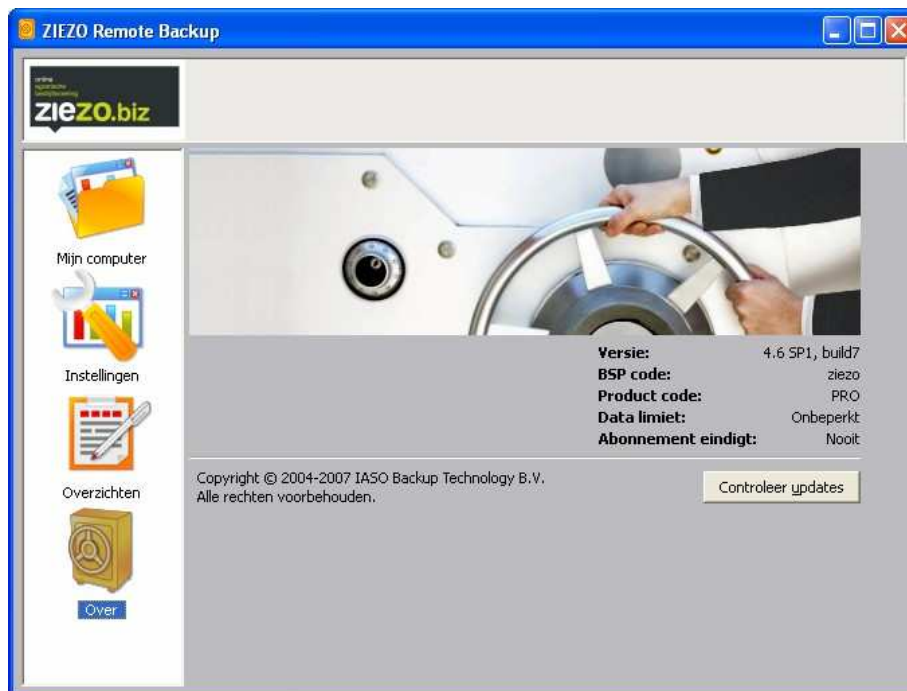 ZIEZO Remote Backup
online
ziezo.biz
Mijn computer
Instellingen
Overzichten
Over
Versie: 4.6 SP1, build7
BSP code: ziezo
Product code: PRO
Data limiet: Onbeperkt
Abonnement eindigt: Nooit
Copyright © 2004-2007 IASO Backup Technology B.V.
Alle rechten voorbehouden.
Controleer updates